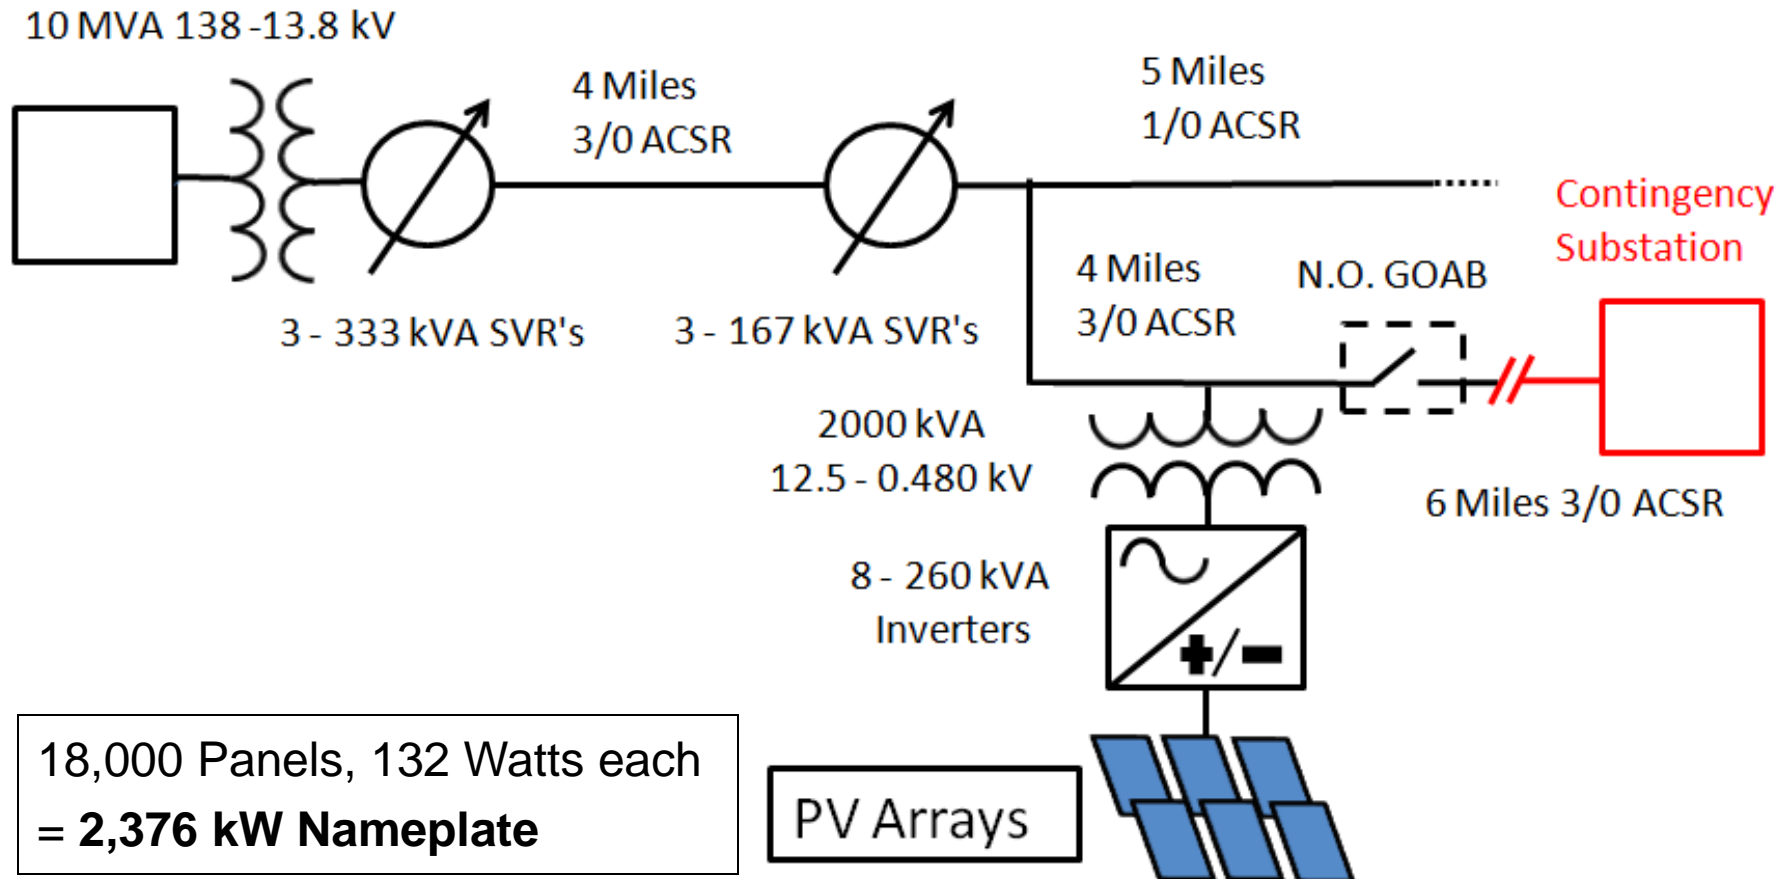 10 MVA 138 -13.8 kV
4 Miles
3/0 ACSR
5 Miles
1/0 ACSR
Contingency
Substation
3 - 333 kVA SVR's
3 - 167 kVA SVR's
4 Miles
3/0 ACSR
N.O. GOAB
2000 kVA
12.5 - 0.480 kV
6 Miles 3/0 ACSR
8 - 260 kVA
Inverters
+/-
18,000 Panels, 132 Watts each
= 2,376 kW Nameplate
PV Arrays